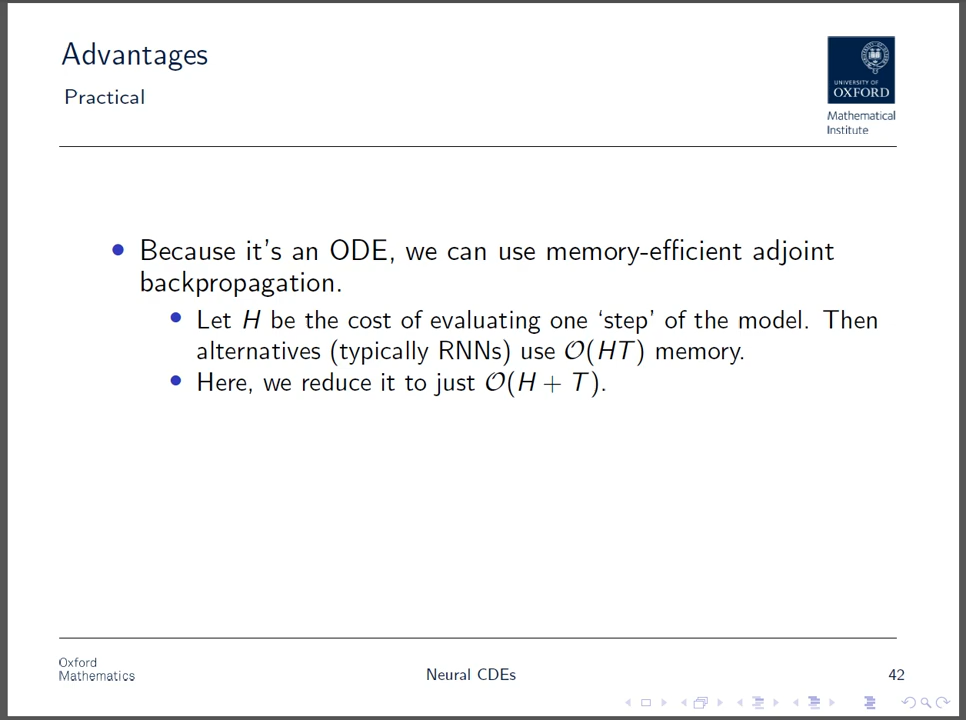 Advantages
Practical
UNIVERSITY OF
OXFORD
Mathematical
Institute
Because it's an ODE, we can use memory-efficient adjoint
backpropagation.
Let H be the cost of evaluating one ‘step’ of the model. Then
alternatives (typically RNNs) use O(HT) memory.
Here, we reduce it to just O(H + T).
Oxford
Mathematics
Neural CDEs
42